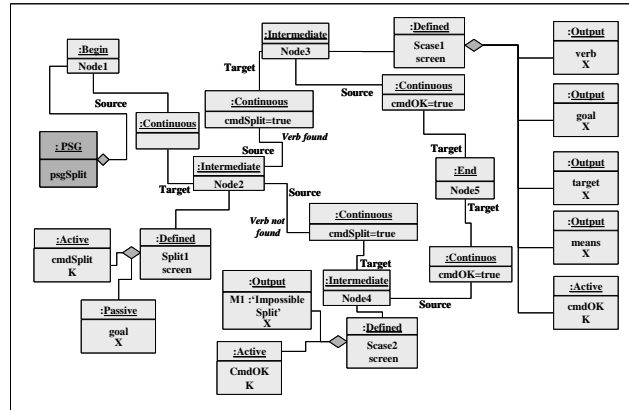 :Begin
Node1
Source
:PSG
psgSplit
:Continuous
Target
:Intermediate
Node3
Target
:Continuous
cmdSplit=true
Verb found
Source
:Intermediate
Node2
Source
Verb not
found
:Defined
Scase1
screen
Source
:Continuous
cmdOK=true
Target
:End
Node5
Target
:Continuos
cmdOK=true
Source
:Continuous
cmdSplit=true
Target
:Intermediate
Node4
:Active
cmdSplit
K
:Defined
Split1
screen
:Passive
goal
X
:Output
M1 :‘Impossible
Split’
X
:Active
CmdOK
K
:Defined
Scase2
screen
:Output
verb
X
:Output
goal
X
:Output
target
X
:Output
means
X
:Active
cmdOK
K